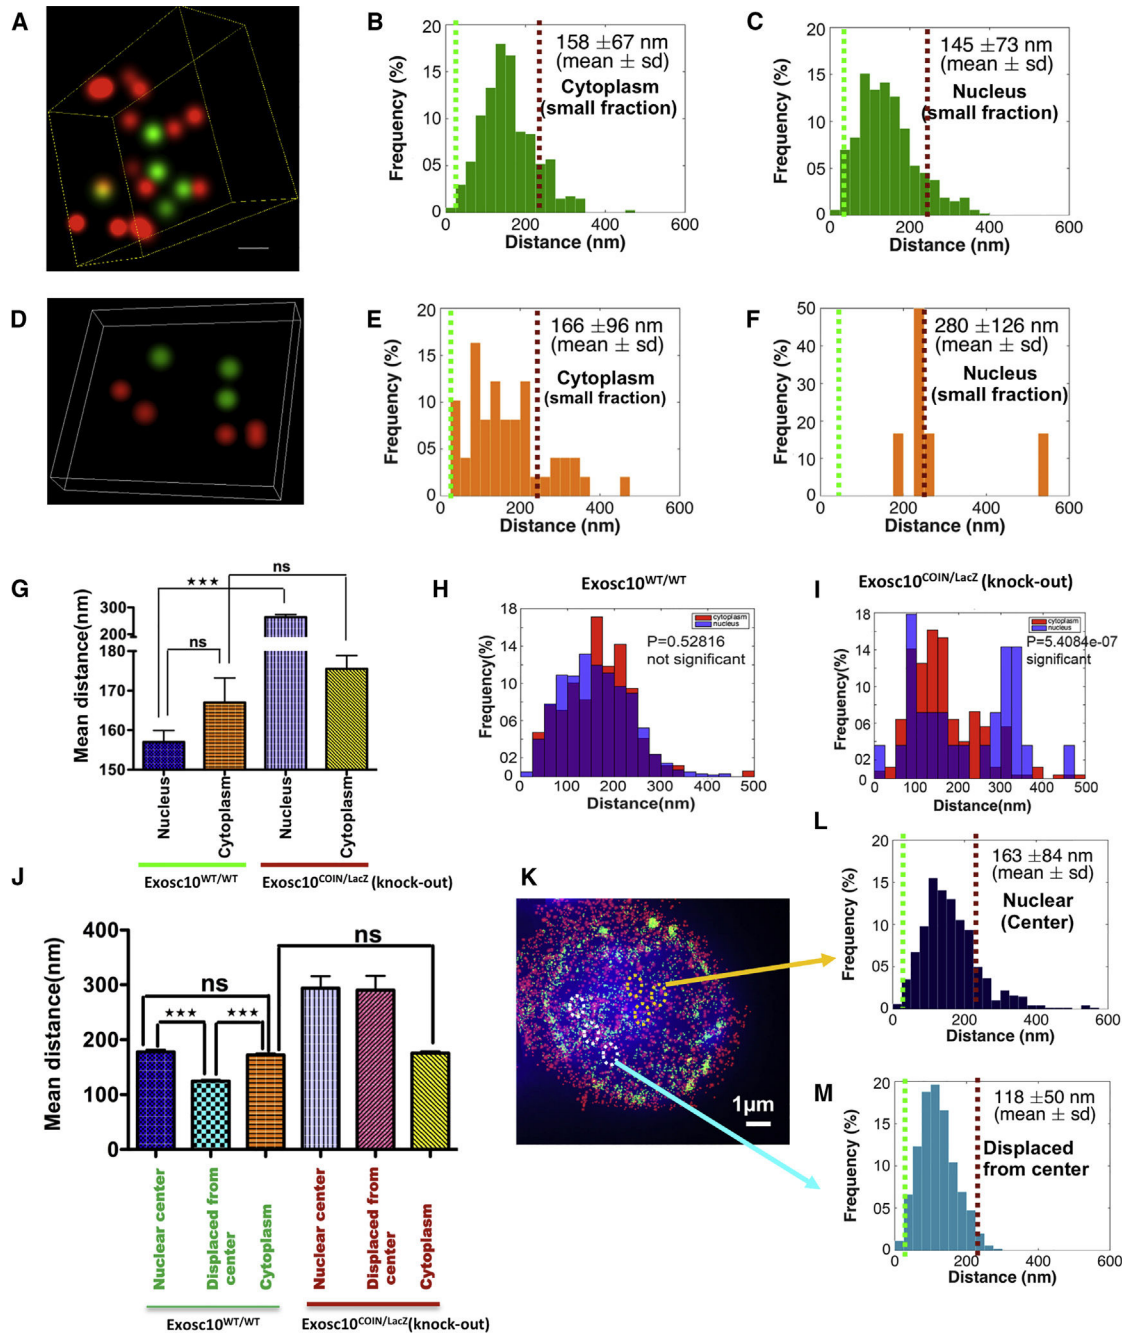 A
B
Frequency (%)
20
15
10
05
0
158 ±67 nm
(mean ± sd)
Cytoplasm
(small fraction)
0 200 400 600
Distance (nm)
C
Frequency (%)
20
15
10
05
0
145 ±73 nm
(mean ± sd)
Nucleus
(small fraction)
0 200 400 600
Distance (nm)
D
E
Frequency (%)
20
15
10
05
0
166 ±96 nm
(mean ± sd)
Cytoplasm
(small fraction)
0 200 400 600
Distance (nm)
F
Frequency (%)
50
40
30
20
10
0
280 ±126 nm
(mean ± sd)
Nucleus
(small fraction)
0 200 400 600
Distance (nm)
G
Mean distance(nm)
300
200
180
170
160
150
★★★
ns
ns
Nucleus
Cytoplasm
Nucleus
Cytoplasm
Exosc10WT/WT
Exosc10COIN/LacZ (knock-out)
H
Exosc10WT/WT
Frequency(%)
18
14
10
06
02
0
cytoplasm
nucleus
P=0.52816
not significant
0 100 200 300 400 500
Distance(nm)
I
Exosc10COIN/LacZ (knock-out)
Frequency(%)
18
14
10
06
02
0
cytoplasm
nucleus
P=5.4084e-07
significant
0 100 200 300 400 500
Distance(nm)
J
Mean distance(nm)
400
300
200
100
0
ns
★★★
★★★
ns
Nuclear center
Displaced from
center
Cytoplasm
Nuclear center
Displaced from
center
Cytoplasm
Exosc10WT/WT
Exosc10COIN/LacZ(knock-out)
K
1µm
L
Frequency (%)
20
15
10
05
0
163 ±84 nm
(mean ± sd)
Nuclear
(Center)
0 200 400 600
Distance (nm)
M
Frequency (%)
20
15
10
05
0
118 ±50 nm
(mean ± sd)
Displaced
from center
0 200 400 600
Distance (nm)